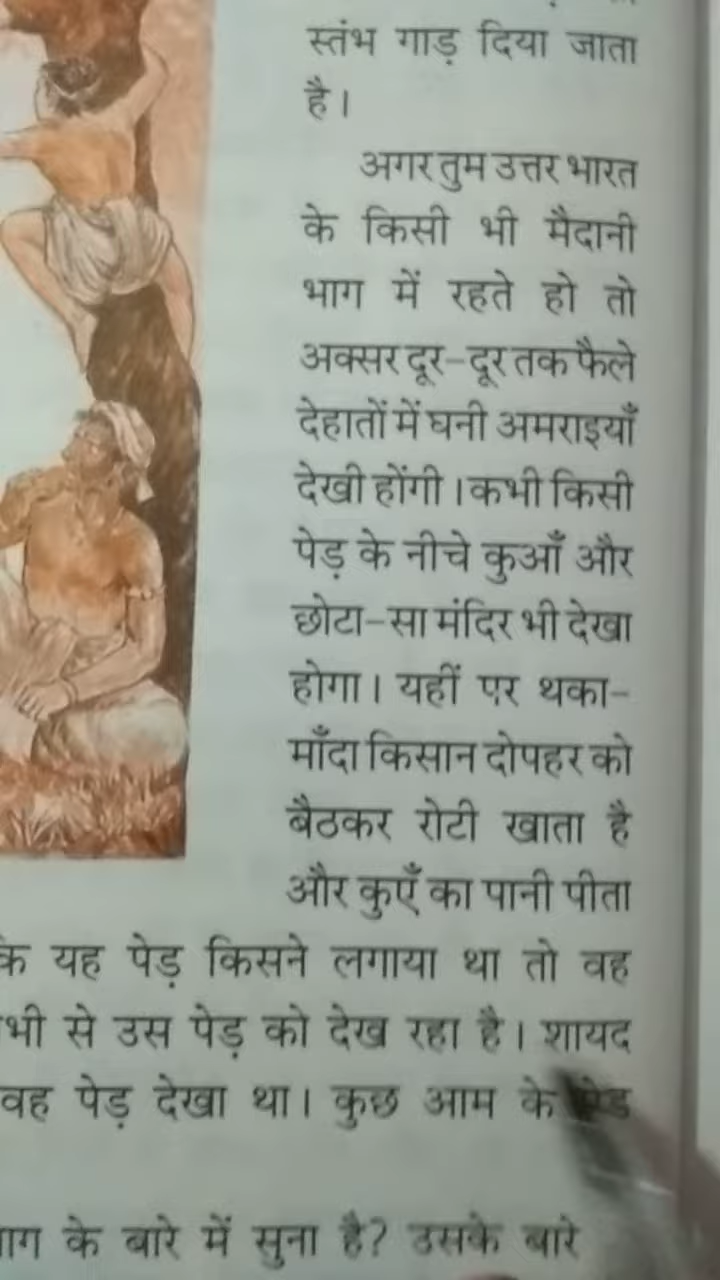 स्तंभ गाड़ दिया जाता
है।
अगर तुम उत्तर भारत
के किसी भी मैदानी
भाग में रहते हो तो
अक्सर दूर-दूर तक फैले
देहातों में घनी अमराइयाँ
देखी होंगी। कभी किसी
पेड़ के नीचे कुआँ और
छोटा-सा मंदिर भी देखा
होगा। यहीं पर थका-
माँदा किसान दोपहर को
बैठकर रोटी खाता है
और कुएँ का पानी पीता
यह पेड़ किसने लगाया था तो वह
भी से उस पेड़ को देख रहा है। शायद
वह पेड़ देखा था। कुछ आम के पेड़
के बारे में सुना है? उसके बारे